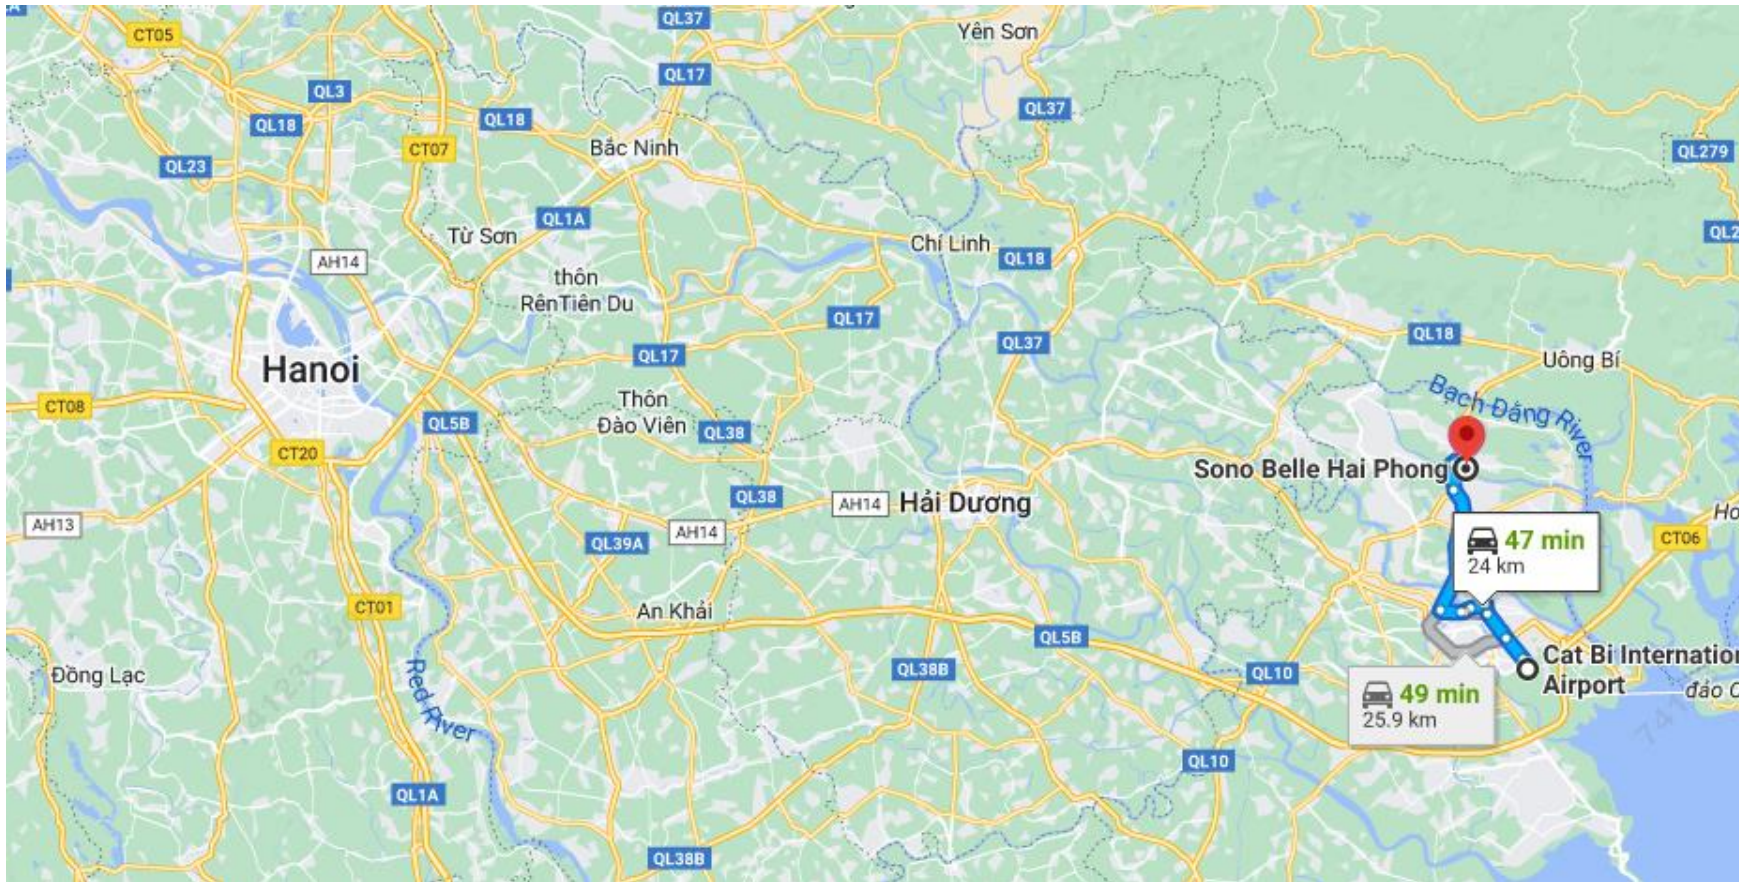 CT05
QL37
Yên Sơn
QL17
QL3
QL37
QL18
QL18
CT07
Bắc Ninh
QL279
QL23
QL1A
Từ Sơn
Chí Linh
QL2
AH14
QL18
thôn
RênTiên Du
QL17
QL18
QL37
QL17
Uông Bí
Hanoi
Bạch Đằng River
CT08
Thôn
Đào Viên
QL5B
QL38
CT20
Sono Belle Hai Phong
QL38
AH14
Hải Dương
AH13
AH14
CT06
QL39A
47 min
24 km
CT01
An Khải
QL5B
Đồng Lạc
QL38B
QL10
Cat Bi Internation
Airport
đảo C
Red River
49 min
25.9 km
QL10
QL1A
QL38B